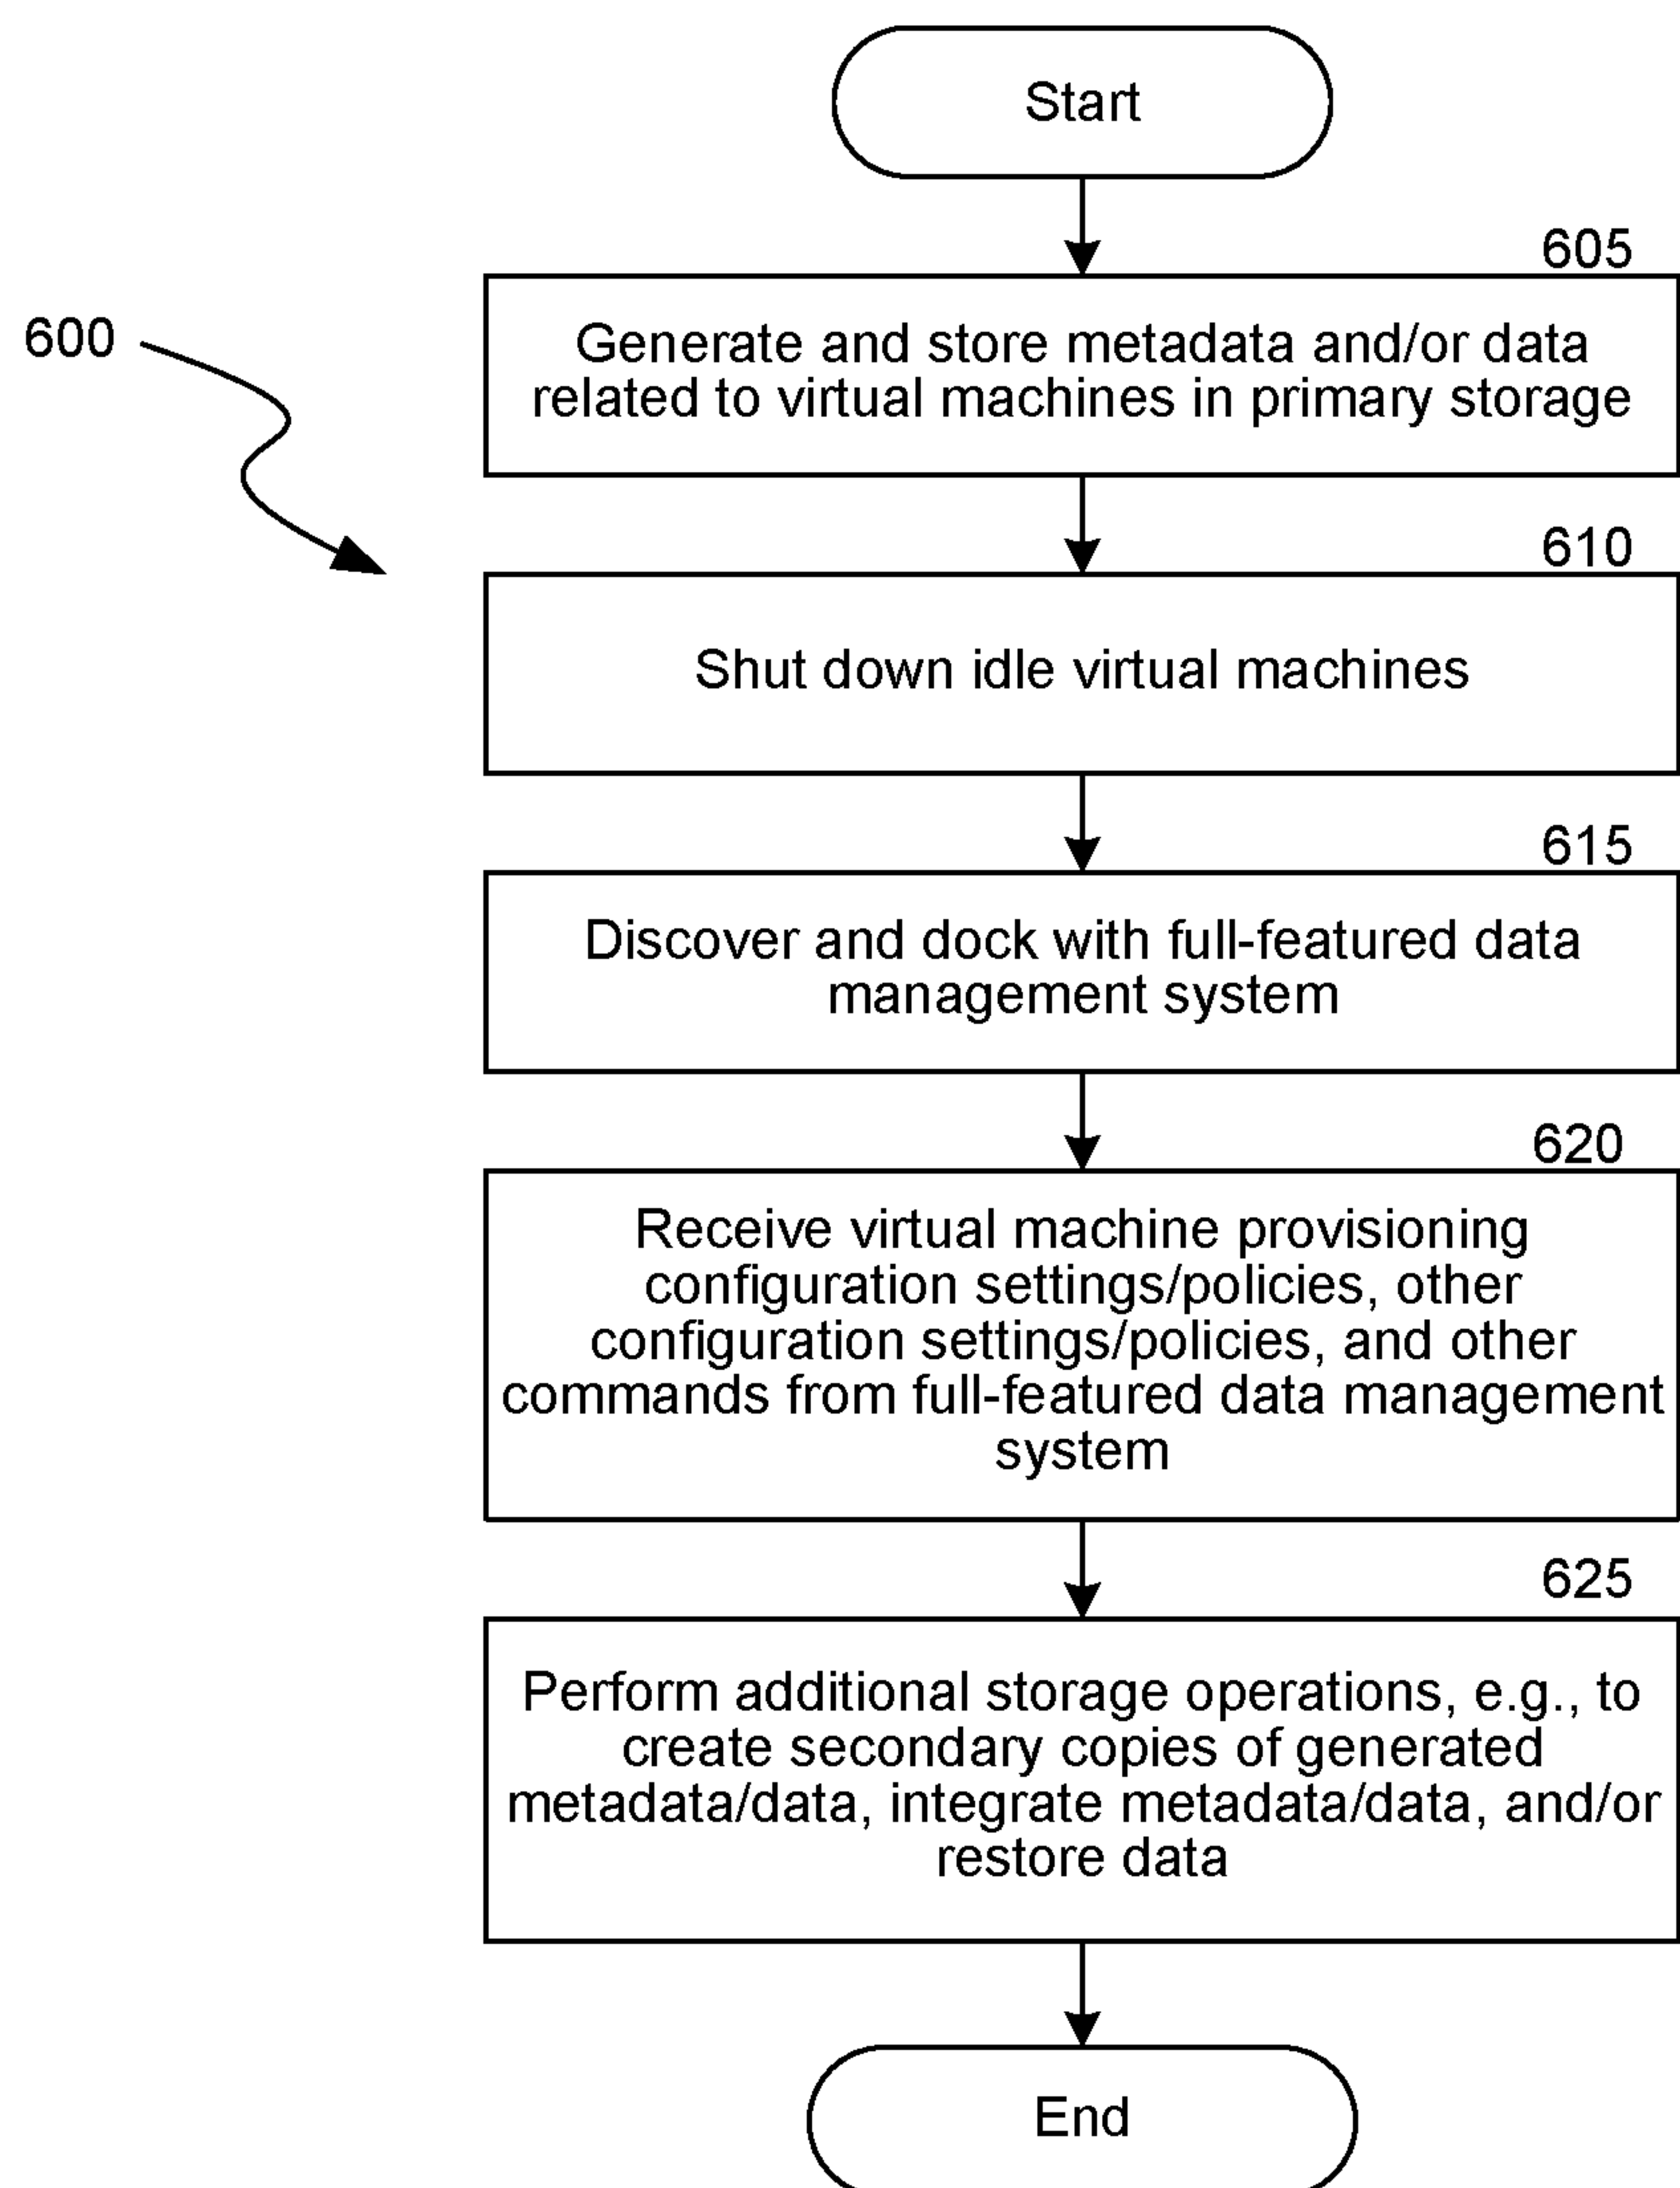 Start
605
600
Generate and store metadata and/or data
related to virtual machines in primary storage
610
Shut down idle virtual machines
615
Discover and dock with full-featured data
management system
620
Receive virtual machine provisioning
configuration settings/policies, other
configuration settings/policies, and other
commands from full-featured data management
system
625
Perform additional storage operations, e.g., to
create secondary copies of generated
metadata/data, integrate metadata/data, and/or
restore data
End